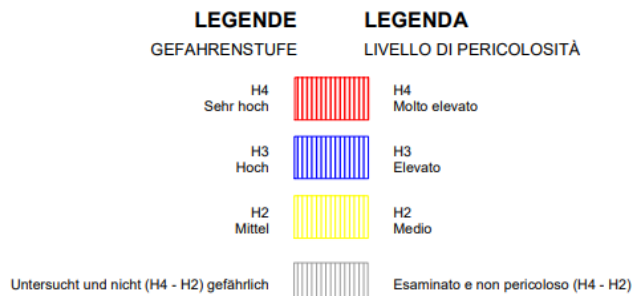 LEGENDE LEGENDA
GEFAHRENSTUFE LIVELLO DI PERICOLOSITÀ
H4 H4
Sehr hoch Molto elevato
H3 H3
Hoch Elevato
H2 H2
Mittel Medio
Untersucht und nicht (H4 - H2) gefährlich Esaminato e non pericoloso (H4 - H2)